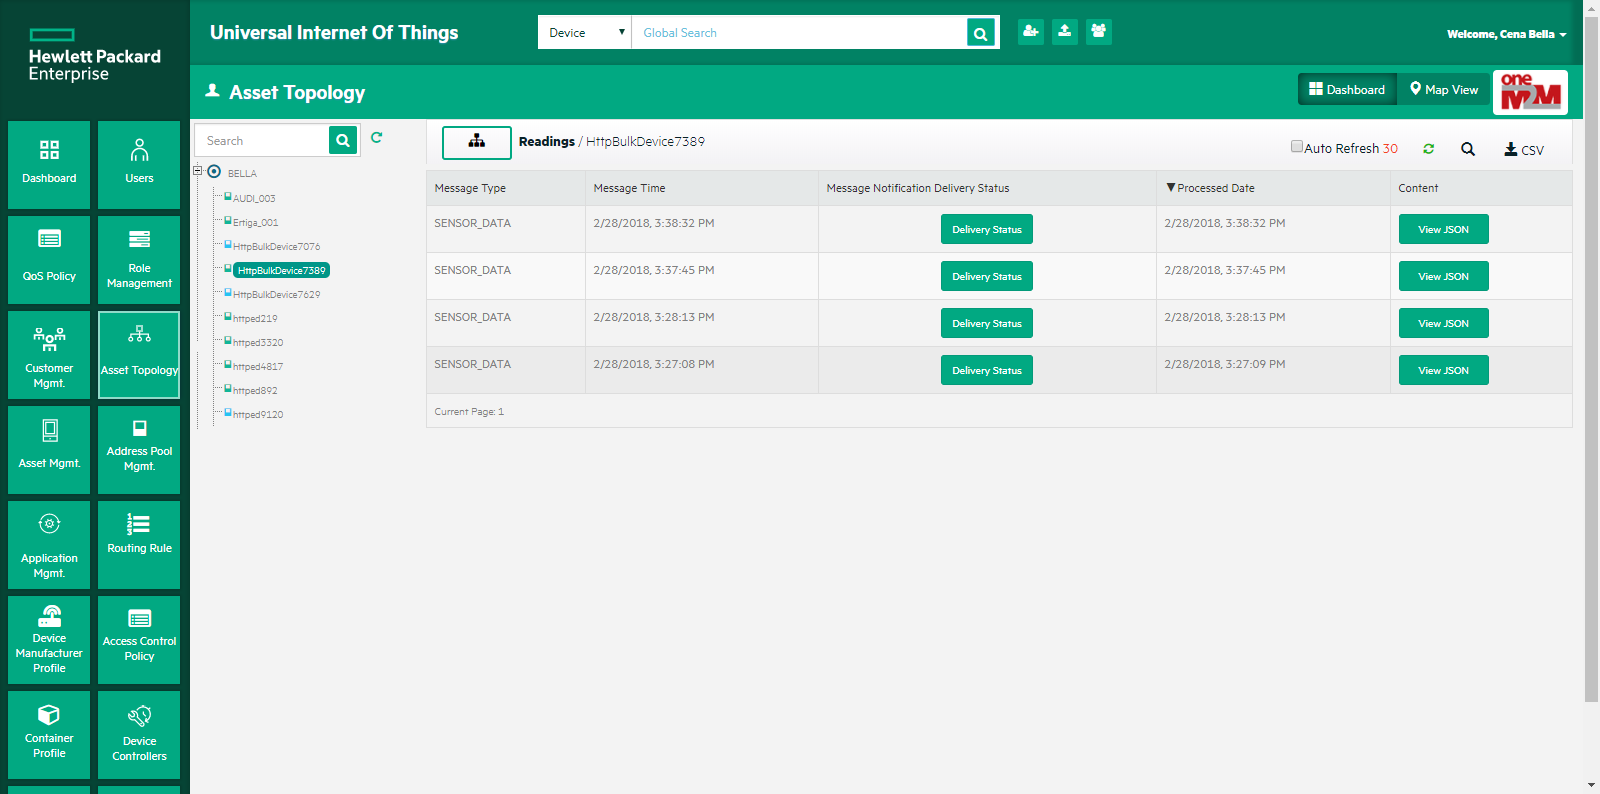 Hewlett Packard
Enterprise
Universal Internet Of Things
Device
Global Search
Welcome, Cena Bella
Asset Topology
Dashboard
Map View
one
M2M
Dashboard
Users
QoS Policy
Role
Management
Customer
Mgmt.
Asset Topology
Asset Mgmt.
Address Pool
Mgmt.
Application
Mgmt.
Routing Rule
Device
Manufacturer
Profile
Access Control
Policy
Container
Profile
Device
Controllers
Search
BELLA
AUDI_003
Ertiga_001
HttpBulkDevice7076
HttpBulkDevice7389
HttpBulkDevice7629
httped219
httped3320
httped4817
httped892
httped9120
Readings / HttpBulkDevice7389
Auto Refresh 30
CSV
Message Type Message Time Message Notification Delivery Status ▼Processed Date Content
SENSOR_DATA 2/28/2018, 3:38:32 PM Delivery Status 2/28/2018, 3:38:32 PM View JSON
SENSOR_DATA 2/28/2018, 3:37:45 PM Delivery Status 2/28/2018, 3:37:45 PM View JSON
SENSOR_DATA 2/28/2018, 3:28:13 PM Delivery Status 2/28/2018, 3:28:13 PM View JSON
SENSOR_DATA 2/28/2018, 3:27:08 PM Delivery Status 2/28/2018, 3:27:09 PM View JSON
Current Page: 1